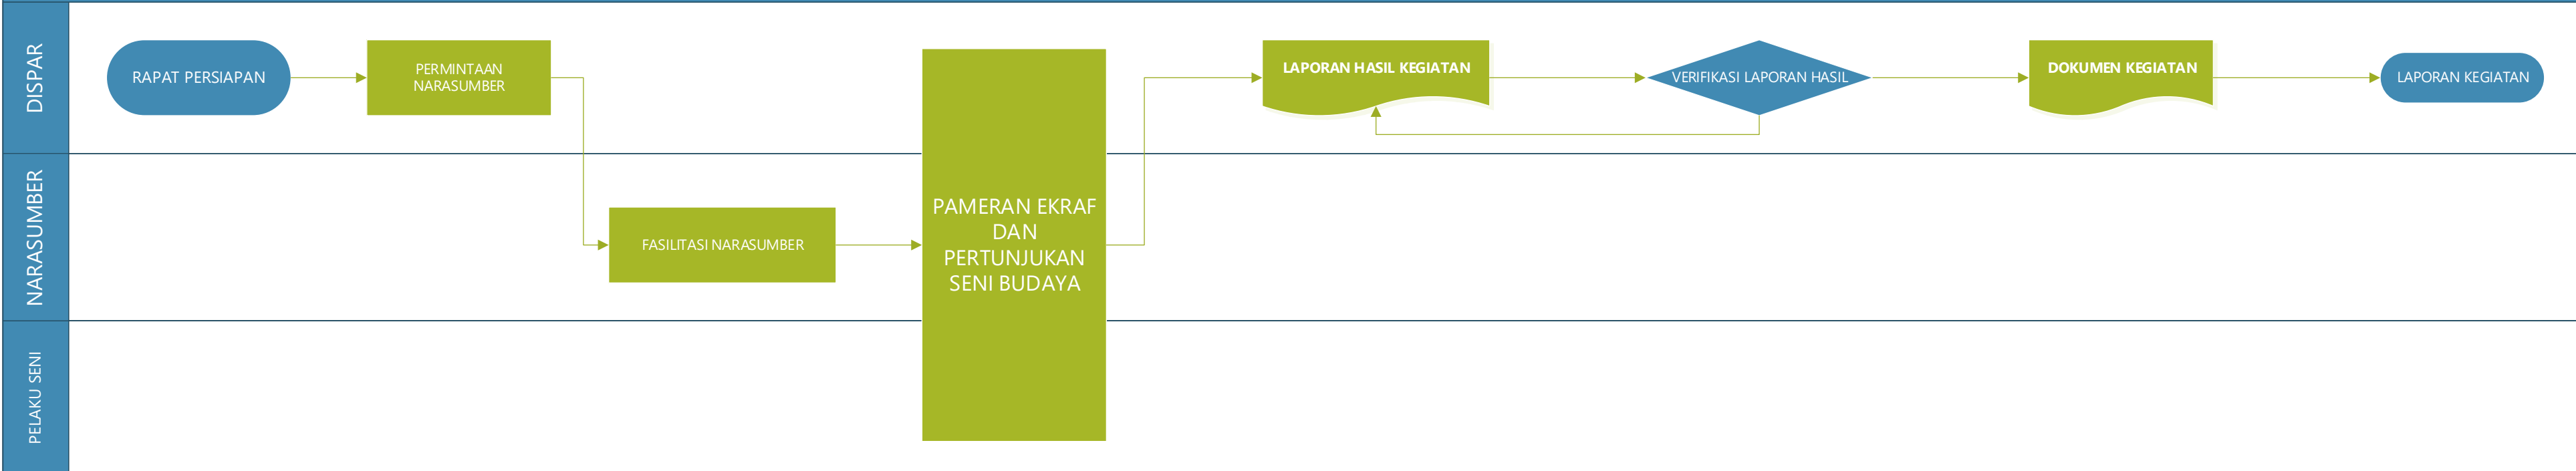 DISPAR
RAPAT PERSIAPAN
PERMINTAAN
NARASUMBER
LAPORAN HASIL KEGIATAN
VERIFIKASI LAPORAN HASIL
DOKUMEN KEGIATAN
LAPORAN KEGIATAN
NARASUMBER
FASILITASI NARASUMBER
PAMERAN EKRAF
DAN
PERTUNJUKAN
SENI BUDAYA
PELAKU SENI